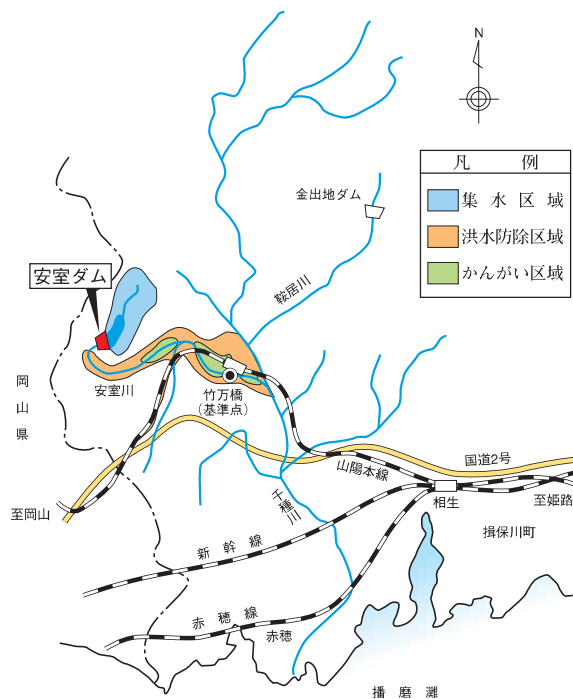 N
凡 例
集水区域
洪水防除区域
かんがい区域
金出地ダム
鞍居川
安室ダム
安室川
竹万橋
(基準点)
岡山県
至岡山
山陽本線
国道2号
千種川
相生
至姫路
揖保川町
新幹線
赤穂線
赤穂
播磨灘